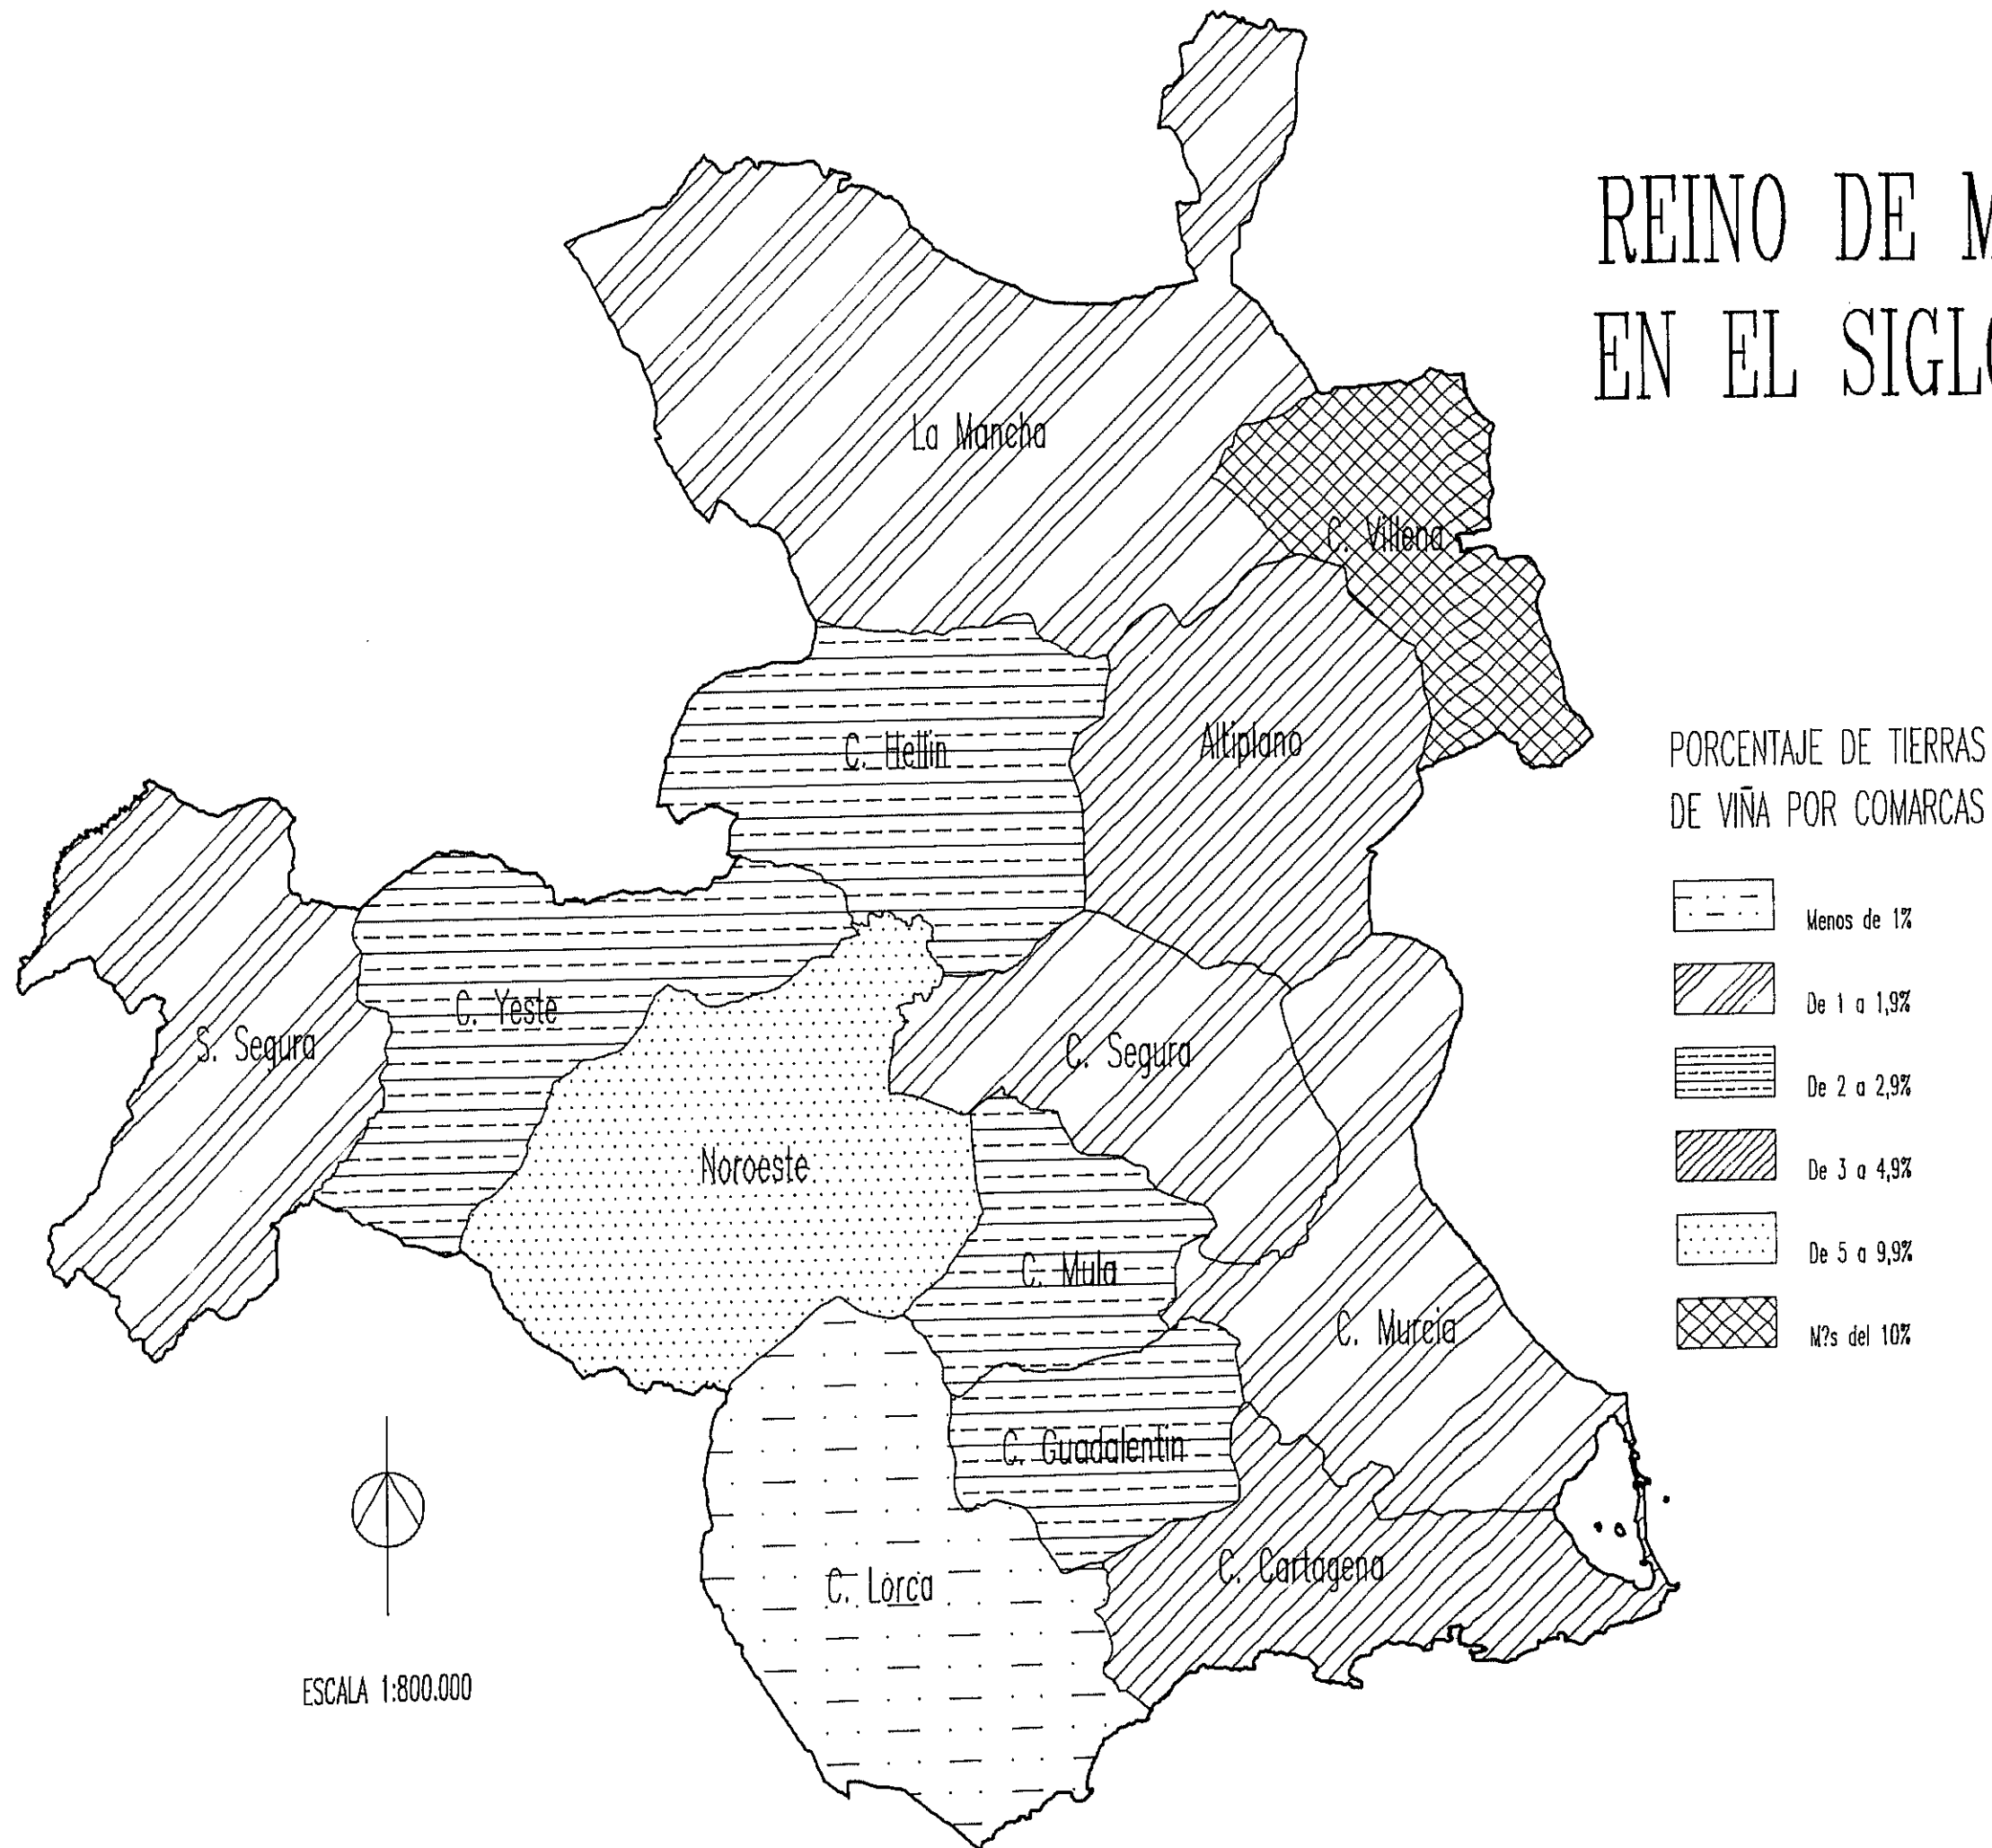 REINO DE M
EN EL SIGLO
La Mancha
C. Villena
C. Hellin
Altiplano
PORCENTAJE DE TIERRAS
DE VIÑA POR COMARCAS
Menos de 1%
De 1 a 1,9%
De 2 a 2,9%
De 3 a 4,9%
De 5 a 9,9%
M?s del 10%
C. Yeste
S. Segura
C. Segura
Noroeste
C. Mula
C. Murcia
C. Guadalentin
C. Lorca
C. Cartagena
ESCALA 1:800.000